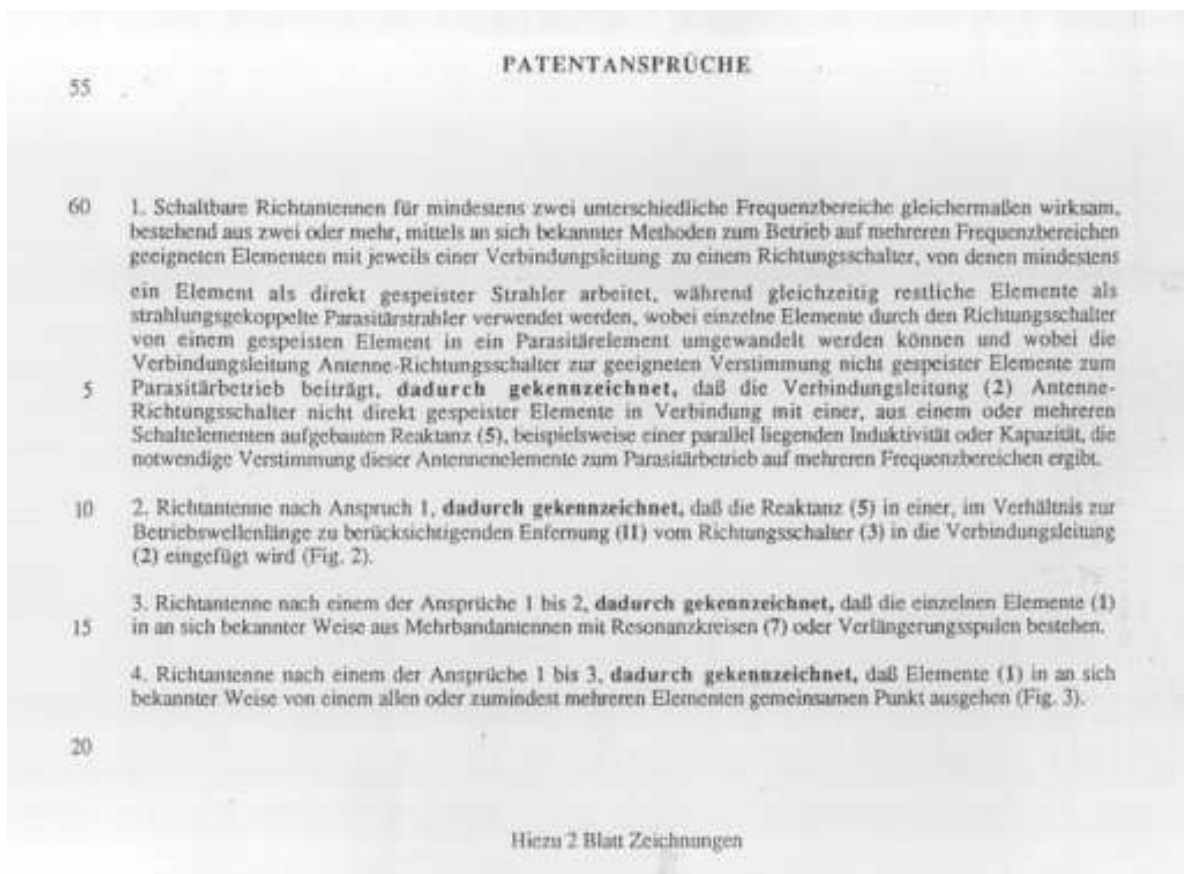 PATENTANSPRÜCHE
55
60 1. Schaltbare Richtantennen für mindestens zwei unterschiedliche Frequenzbereiche gleichermaßen wirksam,
bestehend aus zwei oder mehr, mittels an sich bekannter Methoden zum Betrieb auf mehreren Frequenzbereichen
geeigneten Elementen mit jeweils einer Verbindungsleitung zu einem Richtungsschalter, von denen mindestens
ein Element als direkt gespeister Strahler arbeitet, während gleichzeitig restliche Elemente als
strahlungsgekoppelte Parasitärstrahler verwendet werden, wobei einzelne Elemente durch den Richtungsschalter
von einem gespeisten Element in ein Parasitärelement umgewandelt werden können und wobei die
Verbindungsleitung Antenne-Richtungsschalter zur geeigneten Verstimmung nicht gespeister Elemente zum
5 Parasitärbetrieb beiträgt, dadurch gekennzeichnet, daß die Verbindungsleitung (2) Antenne-
Richtungsschalter nicht direkt gespeister Elemente in Verbindung mit einer, aus einem oder mehreren
Schaltelementen aufgebauten Reaktanz (5), beispielsweise einer parallel liegenden Induktivität oder Kapazität, die
notwendige Verstimmung dieser Antennenelemente zum Parasitärbetrieb auf mehreren Frequenzbereichen ergibt.
10 2. Richtantenne nach Anspruch 1, dadurch gekennzeichnet, daß die Reaktanz (5) in einer, im Verhältnis zur
Betriebswellenlänge zu berücksichtigenden Enfernung (l1) vom Richtungsschalter (3) in die Verbindungsleitung
(2) eingefügt wird (Fig. 2).
3. Richtantenne nach einem der Ansprüche 1 bis 2, dadurch gekennzeichnet, daß die einzelnen Elemente (1)
15 in an sich bekannter Weise aus Mehrbandantennen mit Resonanzkreisen (7) oder Verlängerungsspulen bestehen.
4. Richtantenne nach einem der Ansprüche 1 bis 3, dadurch gekennzeichnet, daß Elemente (1) in an sich
bekannter Weise von einem allen oder zumindest mehreren Elementen gemeinsamen Punkt ausgehen (Fig. 3).
20
Hiezu 2 Blatt Zeichnungen